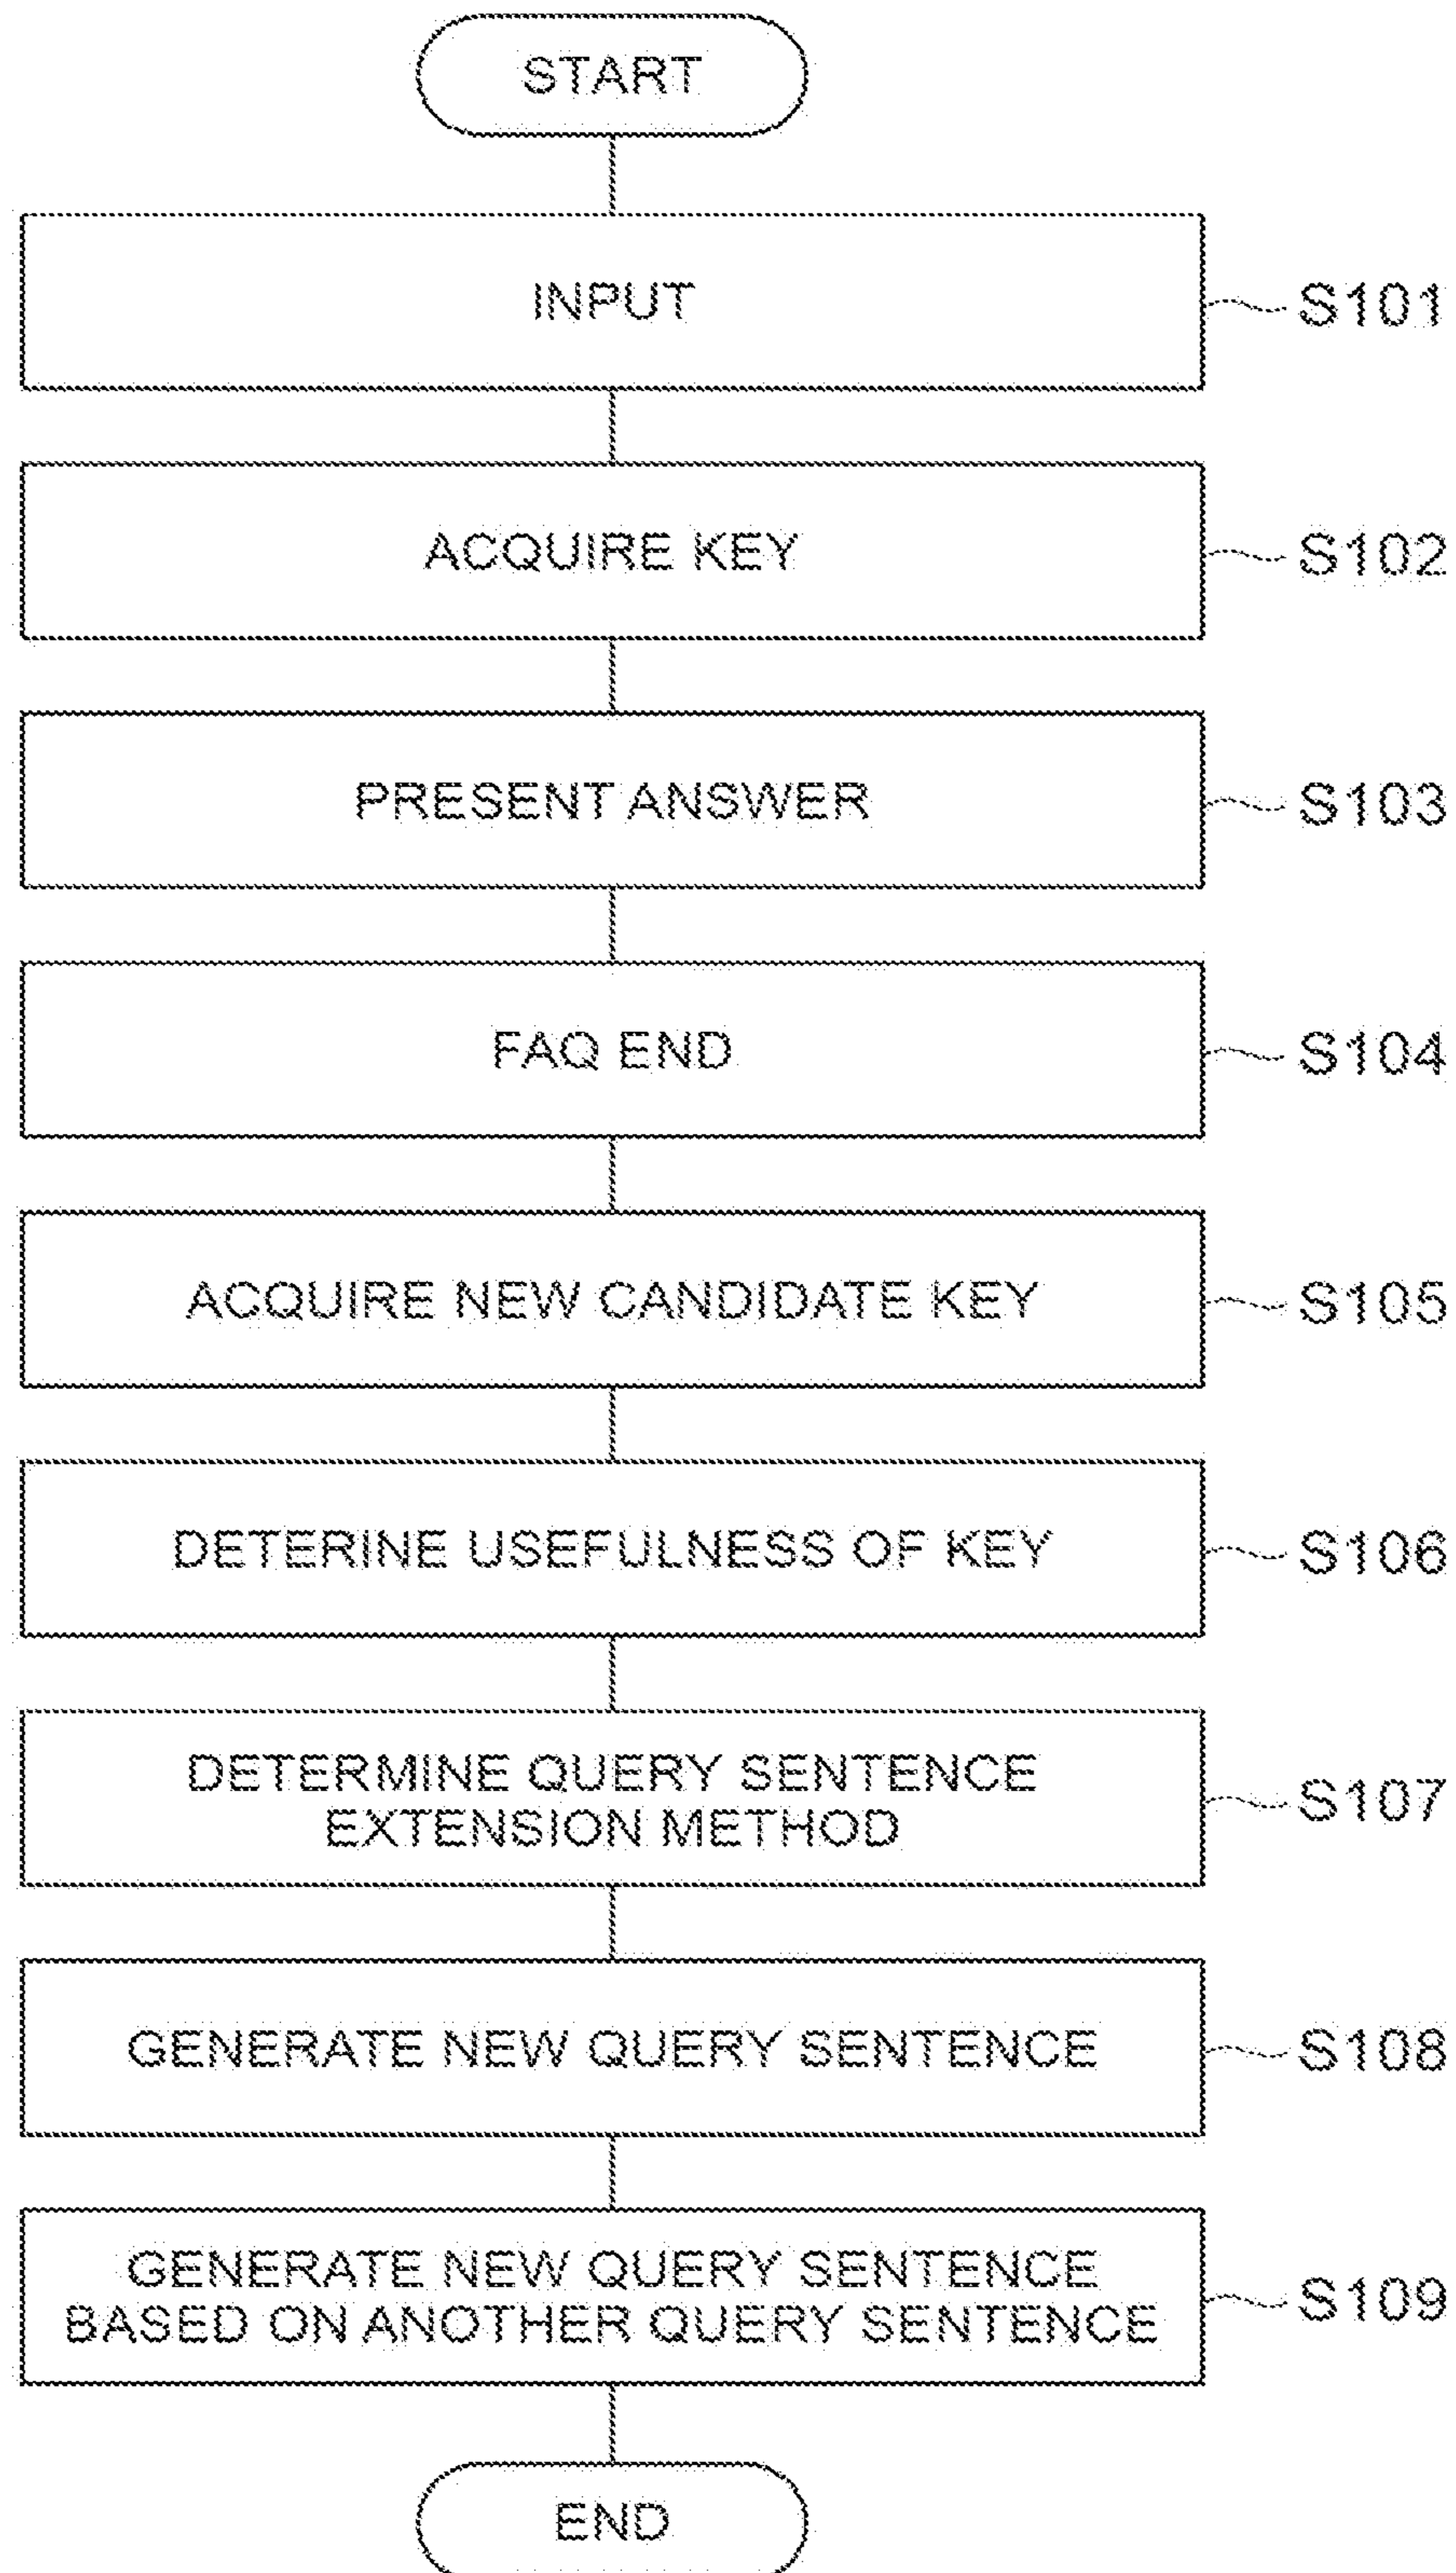 START
INPUT
S101
ACQUIRE KEY
S102
PRESENT ANSWER
S103
FAQ END
S104
ACQUIRE NEW CANDIDATE KEY
S105
DETERINE USEFULNESS OF KEY
S106
DETERMINE QUERY SENTENCE
EXTENSION METHOD
S107
GENERATE NEW QUERY SENTENCE
S108
GENERATE NEW QUERY SENTENCE
BASED ON ANOTHER QUERY SENTENCE
S109
END